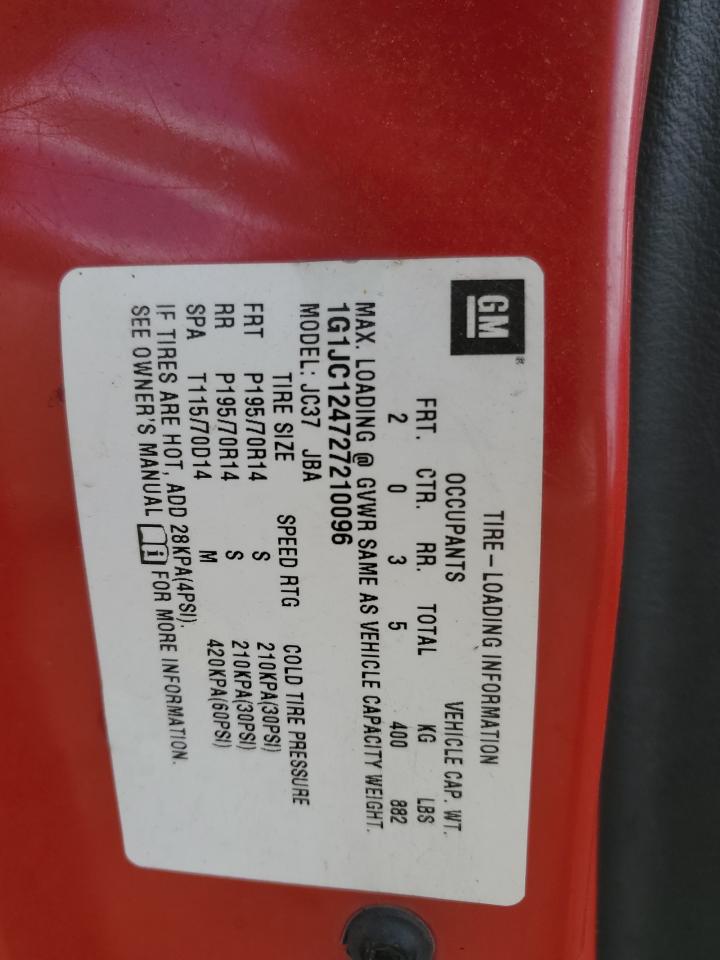 GM ®
TIRE-LOADING INFORMATION
OCCUPANTS VEHICLE CAP. WT.
FRT. CTR. RR. TOTAL KG LBS
2 0 3 5 400 882
MAX. LOADING @ GVWR SAME AS VEHICLE CAPACITY WEIGHT.
1G1JC124727210096
MODEL: JC37 JBA
TIRE SIZE SPEED RTG COLD TIRE PRESSURE
FRT P195/70R14 S 210KPA(30PSI)
RR P195/70R14 S 210KPA(30PSI)
SPA T115/70D14 M 420KPA(60PSI)
IF TIRES ARE HOT, ADD 28KPA(4PSI).
SEE OWNER'S MANUAL FOR MORE INFORMATION.